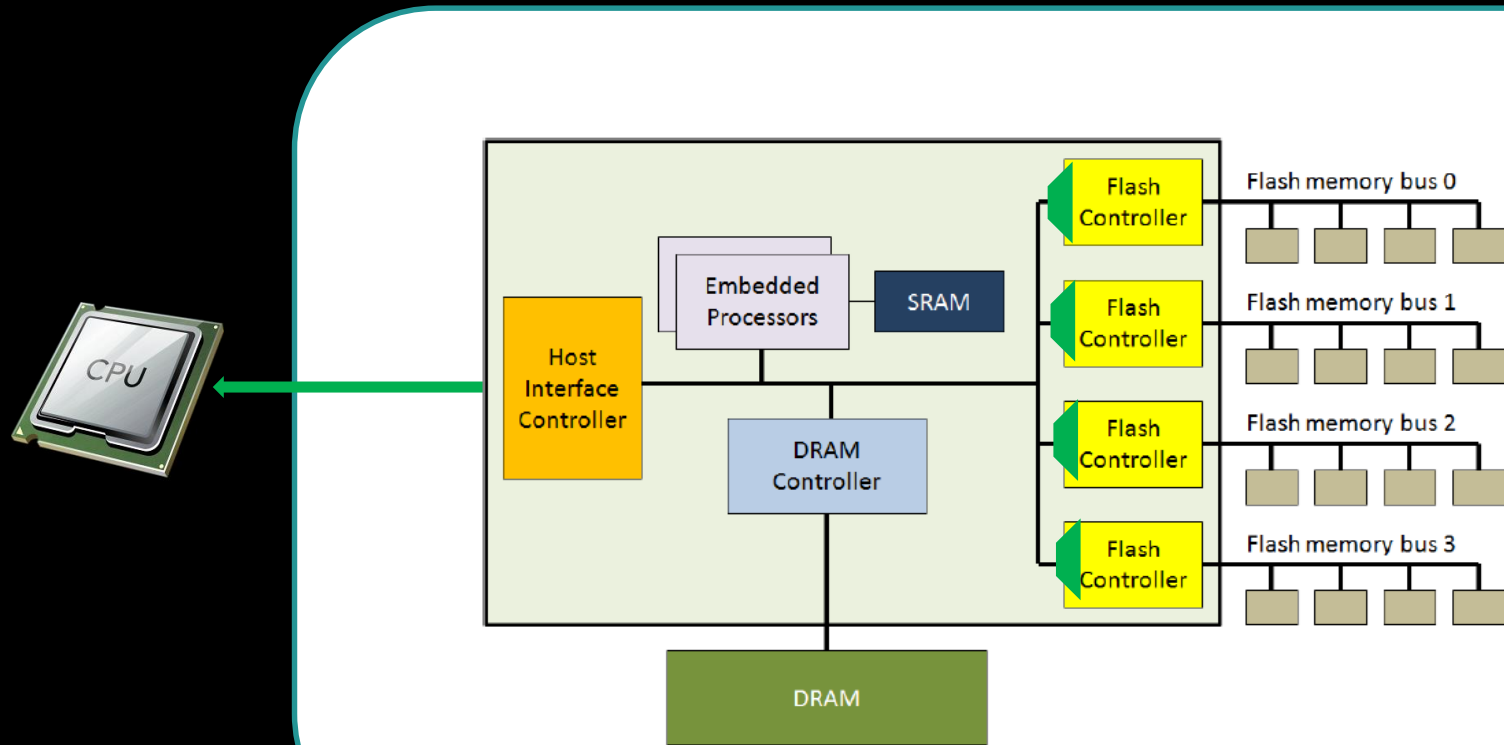 CPU
Host
Interface
Controller
Embedded
Processors
SRAM
DRAM
Controller
DRAM
Flash
Controller
Flash memory bus 0
Flash
Controller
Flash memory bus 1
Flash
Controller
Flash memory bus 2
Flash
Controller
Flash memory bus 3